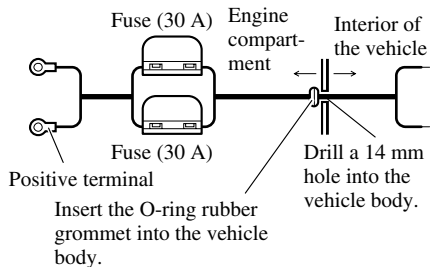 Fuse (30 A)
Engine
compart-
ment
Interior of
the vehicle
Fuse (30 A)
Positive terminal
Drill a 14 mm
hole into the
vehicle body.
Insert the O-ring rubber
grommet into the vehicle
body.